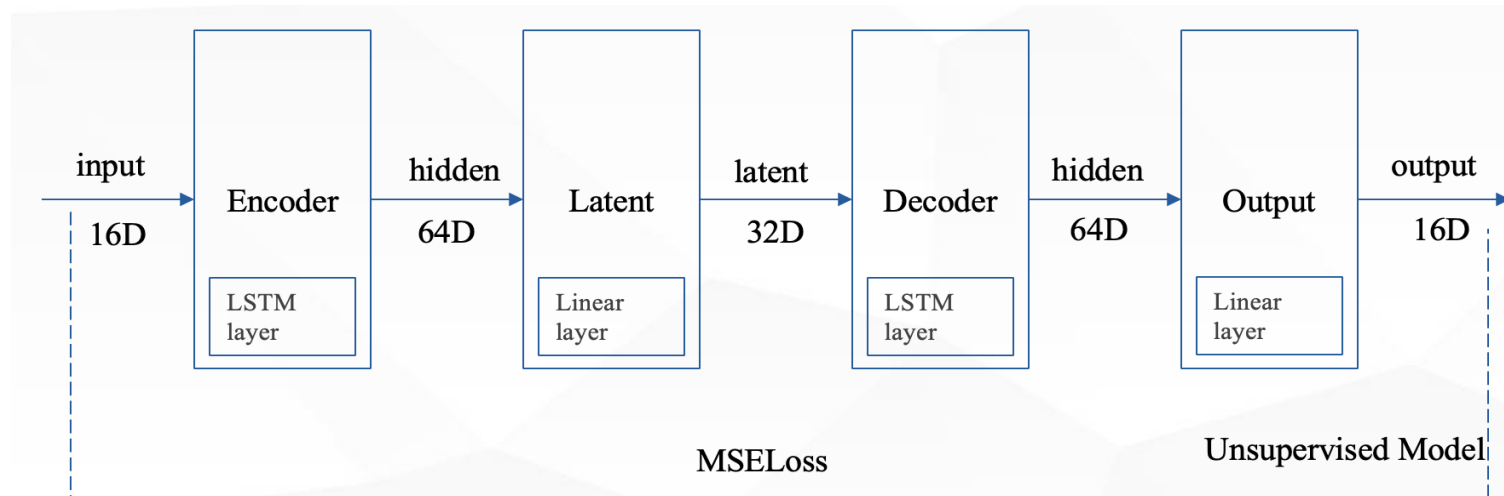 input
16D
Encoder
LSTM
layer
hidden
64D
Latent
Linear
layer
latent
32D
Decoder
LSTM
layer
hidden
64D
Output
Linear
layer
output
16D
MSELoss
Unsupervised Model